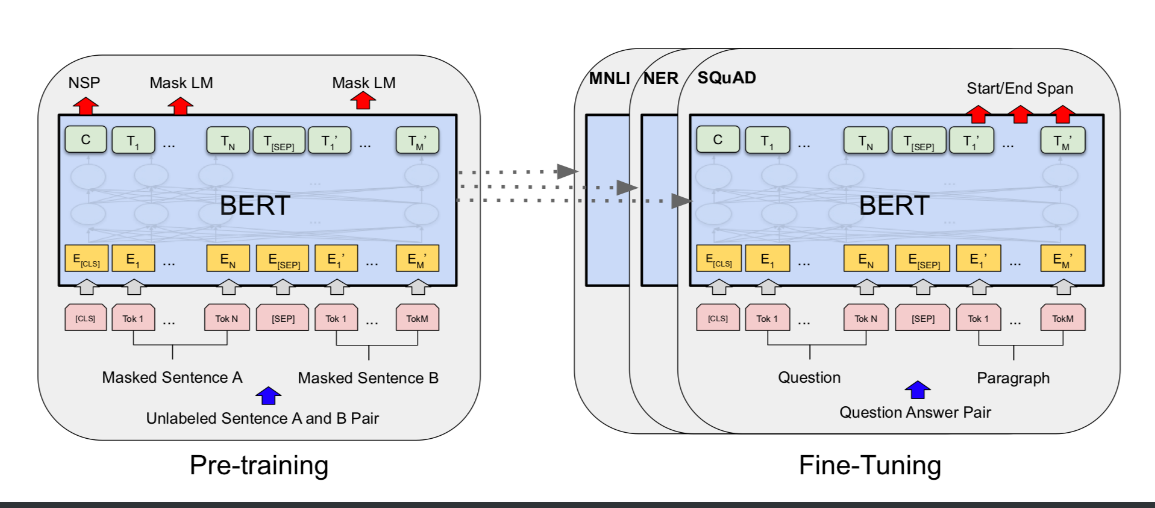 NSP Mask LM Mask LM
C T1 ... TN T[SEP] T1' ... TM'
...
BERT
...
E[CLS] E1 ... EN E[SEP] E1' ... EM'
[CLS] Tok 1 ... Tok N [SEP] Tok 1 ... TokM
Masked Sentence A Masked Sentence B
Unlabeled Sentence A and B Pair
Pre-training
MNLI NER SQuAD
Start/End Span
C T1 ... TN T[SEP] T1' ... TM'
...
BERT
...
E[CLS] E1 ... EN E[SEP] E1' ... EM'
[CLS] Tok 1 ... Tok N [SEP] Tok 1 ... TokM
Question Paragraph
Question Answer Pair
Fine-Tuning